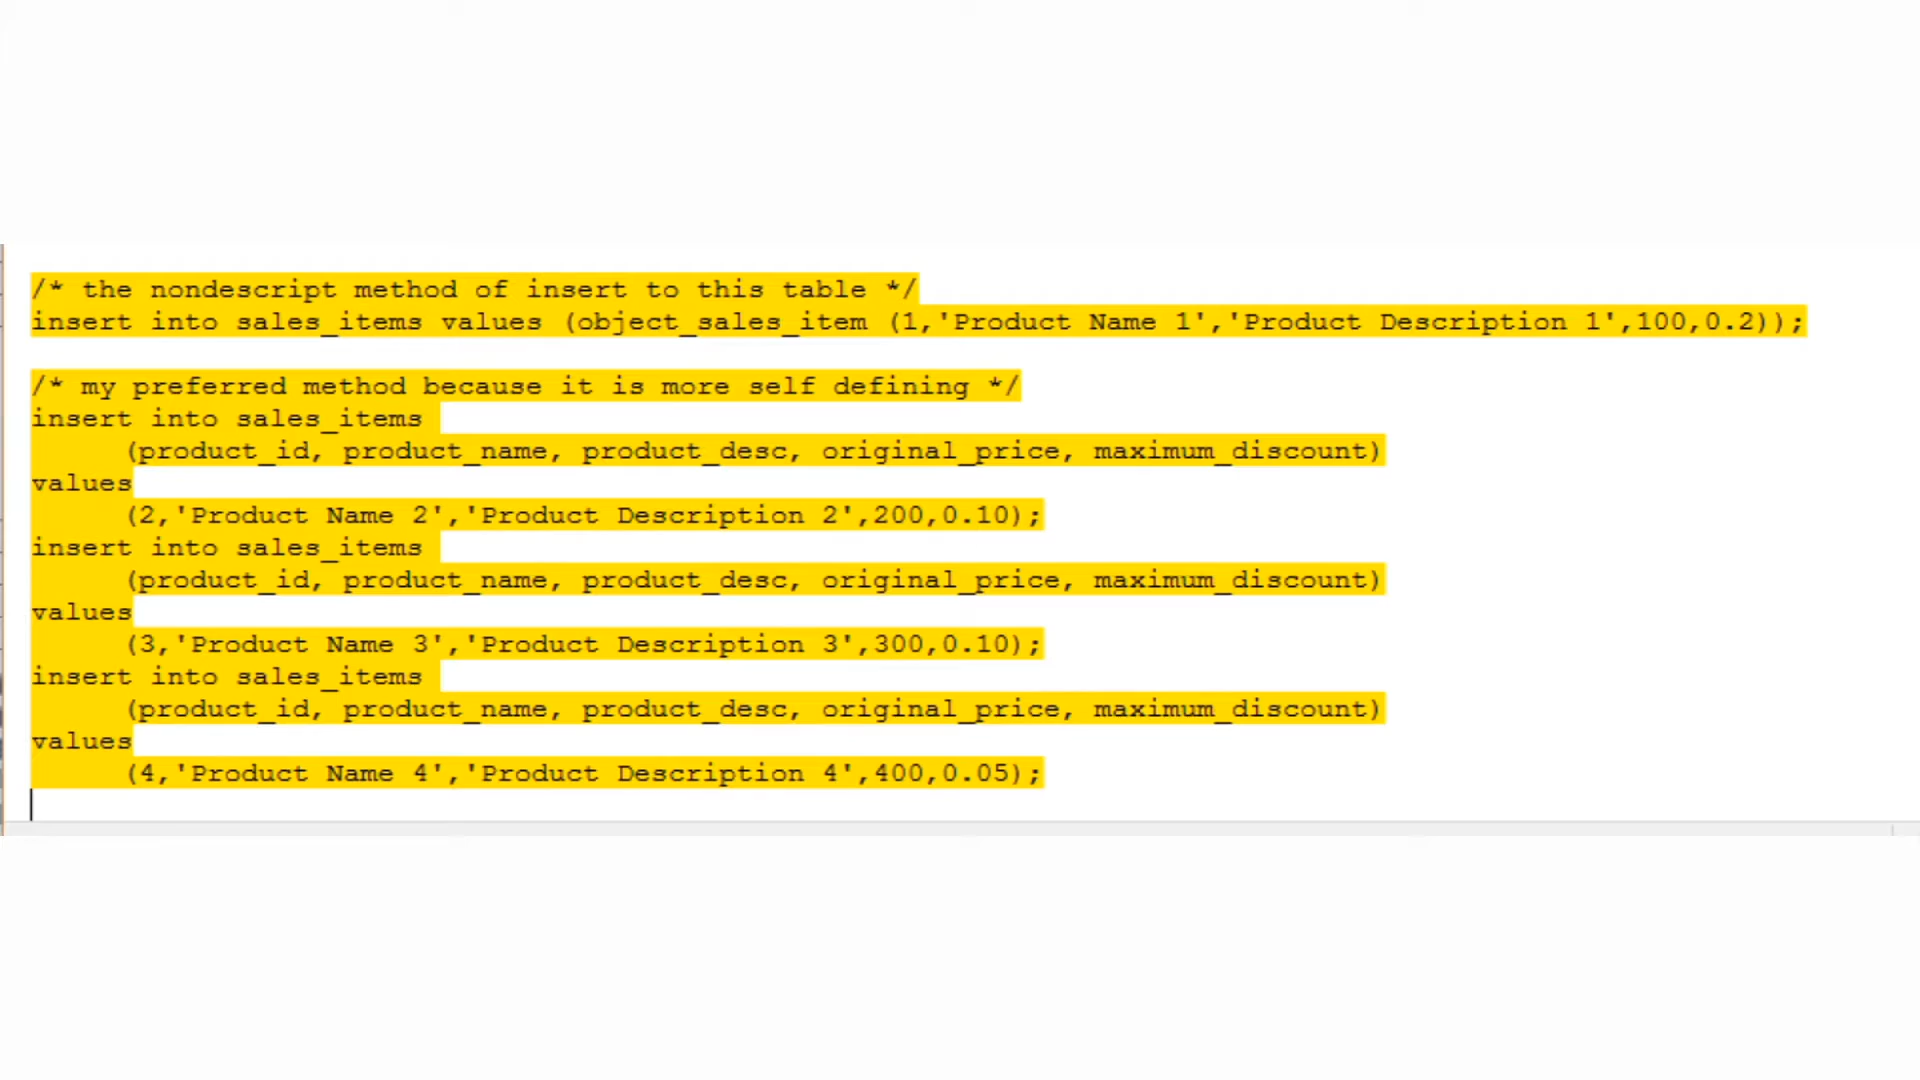 /* the nondescript method of insert to this table */
insert into sales_items values (object_sales_item (1,'Product Name 1','Product Description 1',100,0.2));
/* my preferred method because it is more self defining */
insert into sales_items
(product_id, product_name, product_desc, original_price, maximum_discount)
values
(2,'Product Name 2','Product Description 2',200,0.10);
insert into sales_items
(product_id, product_name, product_desc, original_price, maximum_discount)
values
(3,'Product Name 3','Product Description 3',300,0.10);
insert into sales_items
(product_id, product_name, product_desc, original_price, maximum_discount)
values
(4,'Product Name 4','Product Description 4',400,0.05);